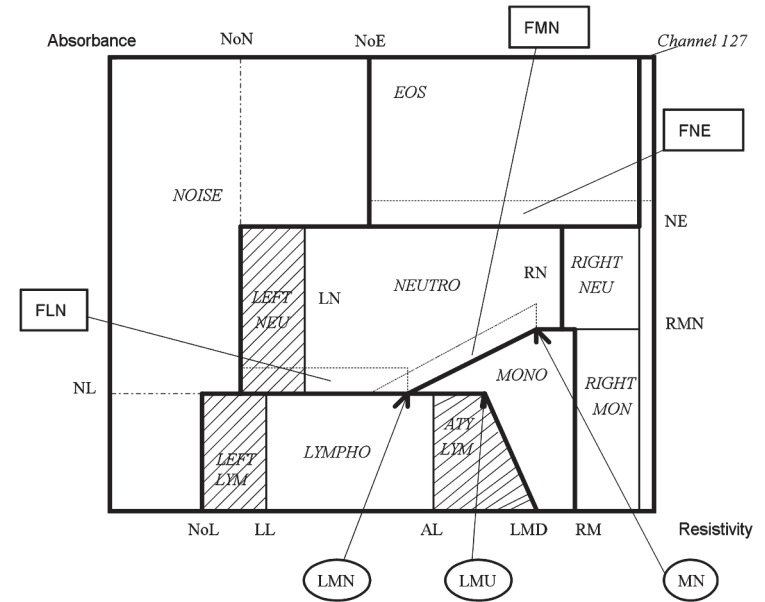 FMN
Absorbance
NoN
NoE
Channel 127
EOS
FNE
NOISE
NE
RIGHT
NEU
NEUTRO
RN
LEFT
NEU
LN
FLN
RMN
NL
MONO
RIGHT
MON
ATY
LYM
LYMPHO
LEFT
LYM
NoL
LL
AL
LMD
RM
Resistivity
LMN
LMU
MN